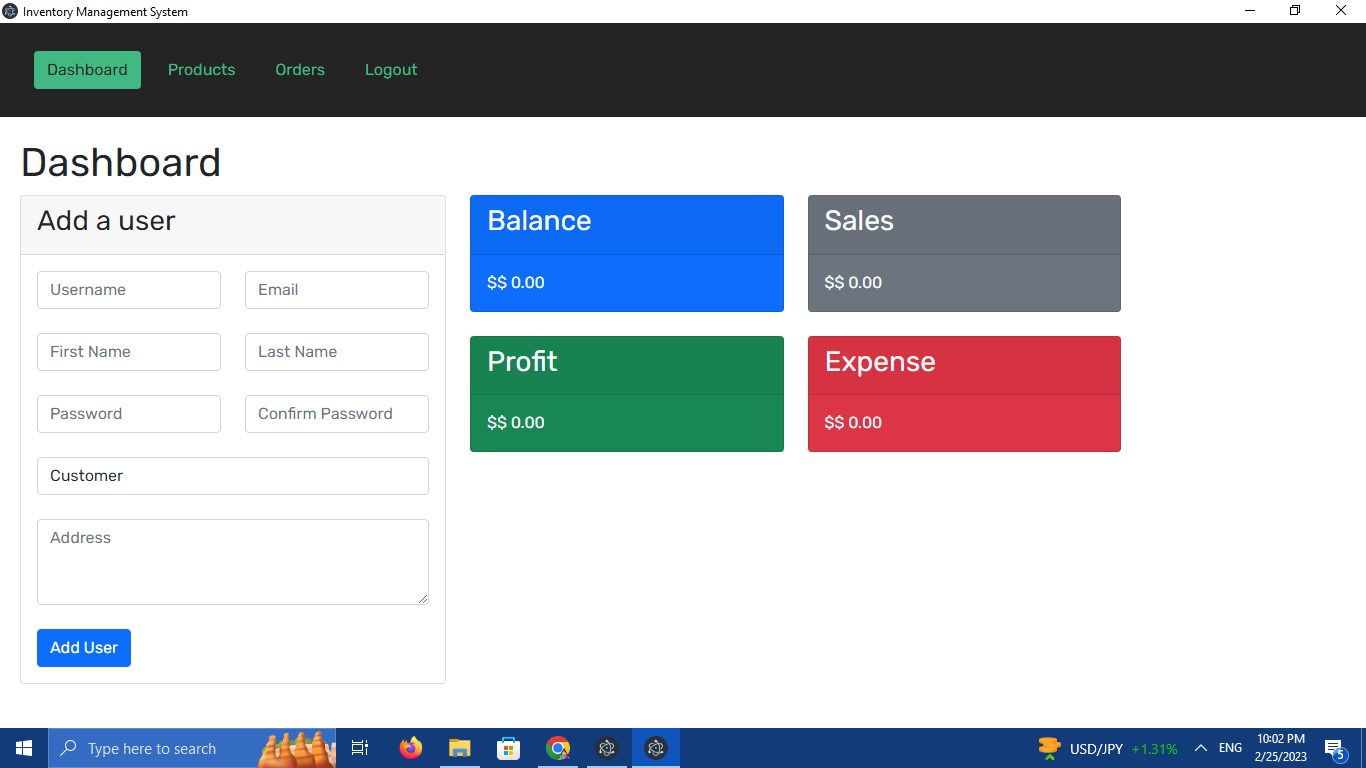 Inventory Management System
Dashboard Products Orders Logout
Dashboard
Add a user
Username Email
First Name Last Name
Password Confirm Password
Customer
Address
Add User
Balance
$$ 0.00
Sales
$$ 0.00
Profit
$$ 0.00
Expense
$$ 0.00
Type here to search
USD/JPY +1.31%
ENG
10:02 PM
2/25/2023
5